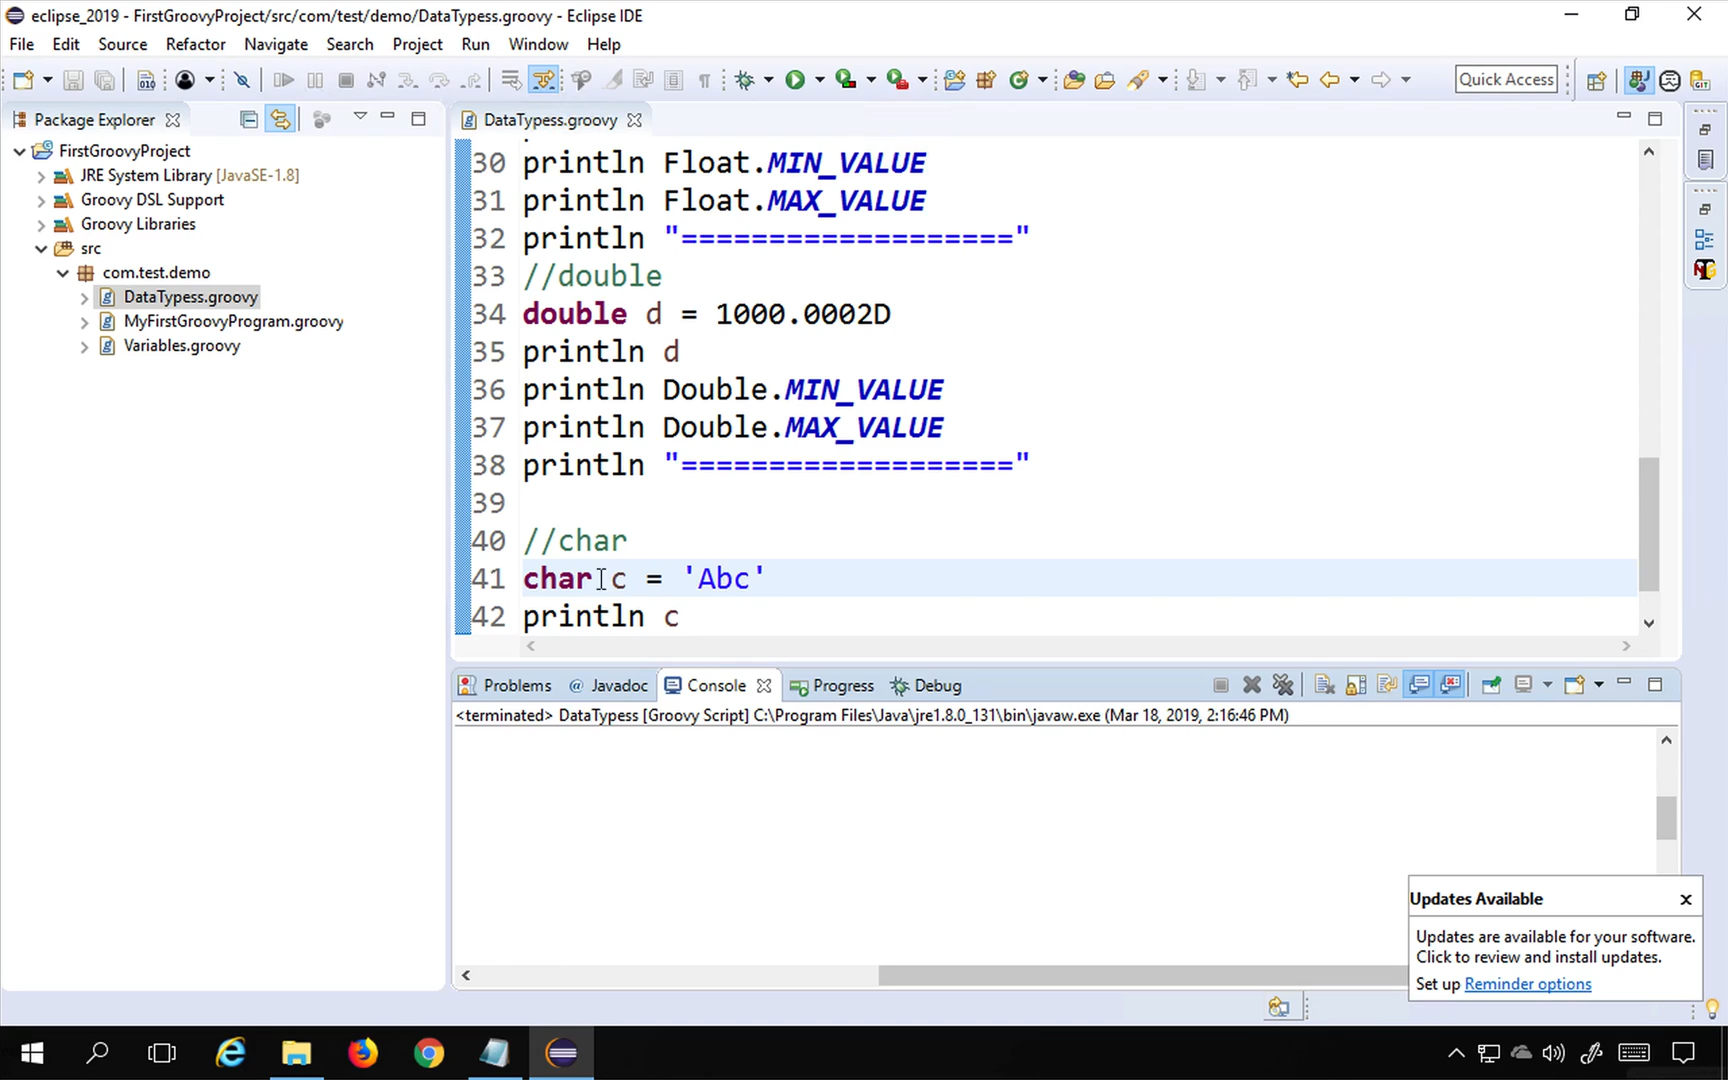 eclipse_2019 - FirstGroovyProject/src/com/test/demo/DataTypess.groovy - Eclipse IDE
File Edit Source Refactor Navigate Search Project Run Window Help
Quick Access
Package Explorer
DataTypess.groovy
FirstGroovyProject
JRE System Library [JavaSE-1.8]
Groovy DSL Support
Groovy Libraries
src
com.test.demo
DataTypess.groovy
MyFirstGroovyProgram.groovy
Variables.groovy
30 println Float.MIN_VALUE
31 println Float.MAX_VALUE
32 println "==================="
33 //double
34 double d = 1000.0002D
35 println d
36 println Double.MIN_VALUE
37 println Double.MAX_VALUE
38 println "==================="
39
40 //char
41 char c = 'Abc'
42 println c
Problems @ Javadoc Console Progress Debug
<terminated> DataTypess [Groovy Script] C:\Program Files\Java\jre1.8.0_131\bin\javaw.exe (Mar 18, 2019, 2:16:46 PM)
Updates Available
Updates are available for your software.
Click to review and install updates.
Set up Reminder options